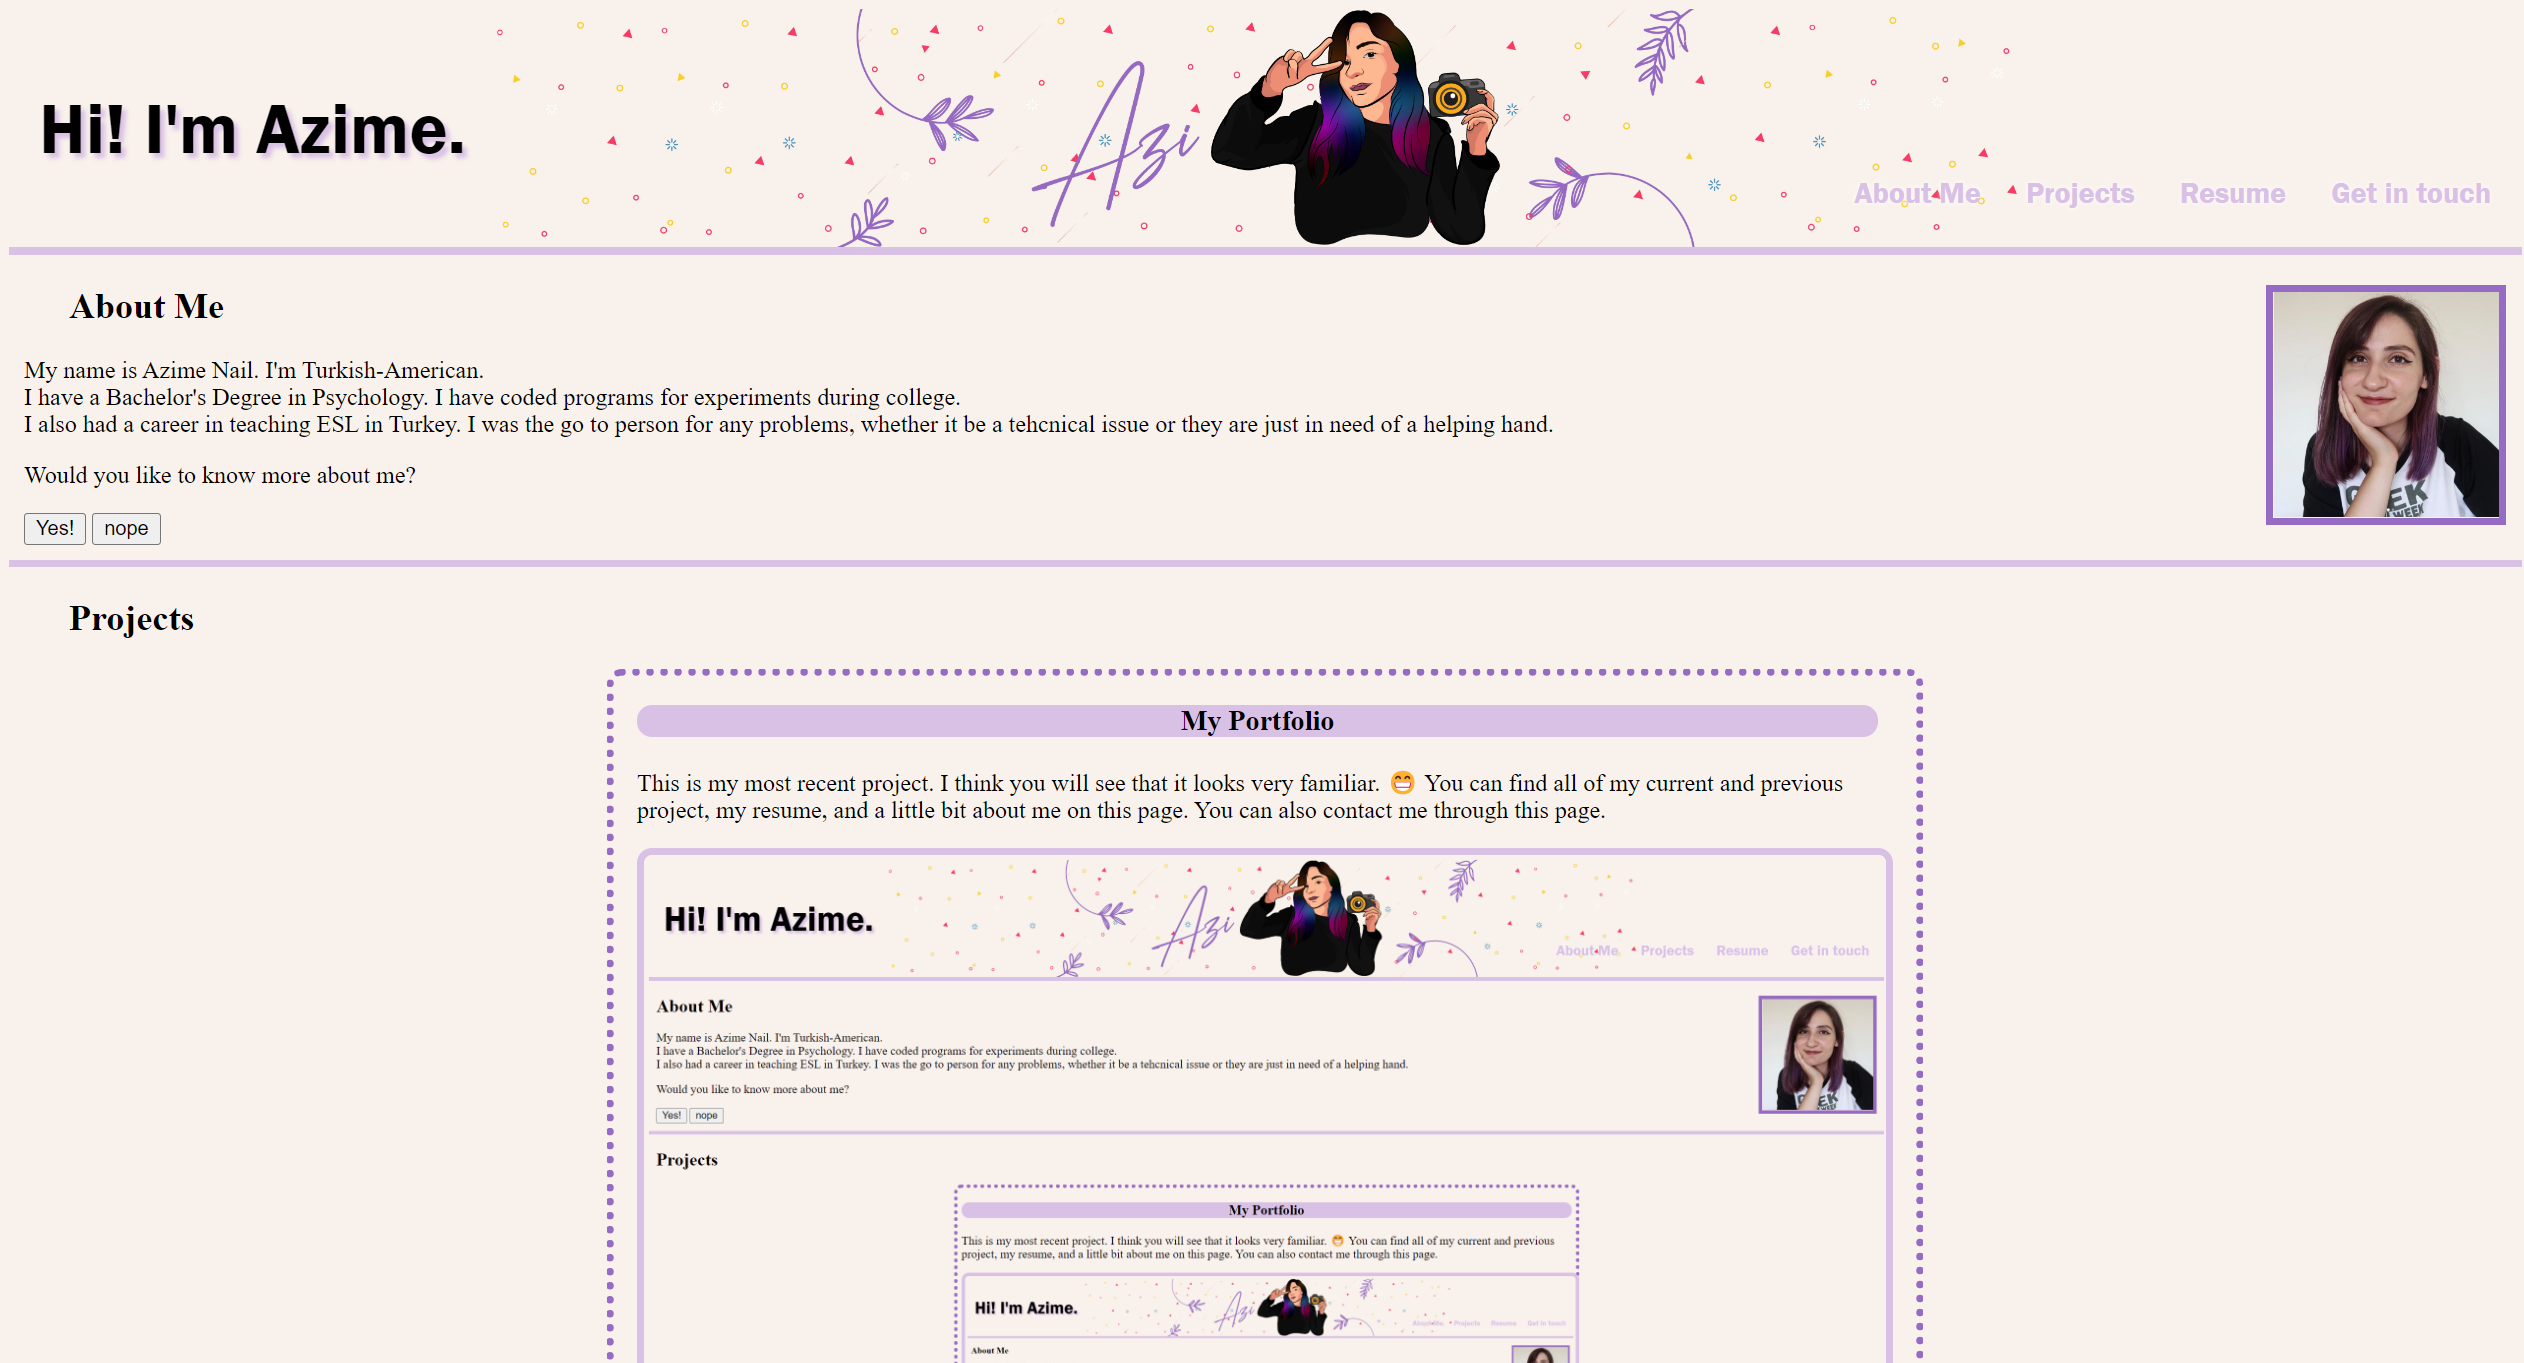 Hi! I'm Azime.
Azi
About Me Projects Resume Get in touch
About Me
My name is Azime Nail. I'm Turkish-American.
I have a Bachelor's Degree in Psychology. I have coded programs for experiments during college.
I also had a career in teaching ESL in Turkey. I was the go to person for any problems, whether it be a tehcnical issue or they are just in need of a helping hand.
Would you like to know more about me?
Yes! nope
Projects
My Portfolio
This is my most recent project. I think you will see that it looks very familiar. 😁 You can find all of my current and previous
project, my resume, and a little bit about me on this page. You can also contact me through this page.
Hi! I'm Azime.
Azi
About Me Projects Resume Get in touch
About Me
My name is Azime Nail. I'm Turkish-American.
I have a Bachelor's Degree in Psychology. I have coded programs for experiments during college.
I also had a career in teaching ESL in Turkey. I was the go to person for any problems, whether it be a tehcnical issue or they are just in need of a helping hand.
Would you like to know more about me?
Yes! nope
Projects
My Portfolio
This is my most recent project. I think you will see that it looks very familiar. 😁 You can find all of my current and previous
project, my resume, and a little bit about me on this page. You can also contact me through this page.
Hi! I'm Azime.
Azi
About Me Projects Resume Get in touch
About Me